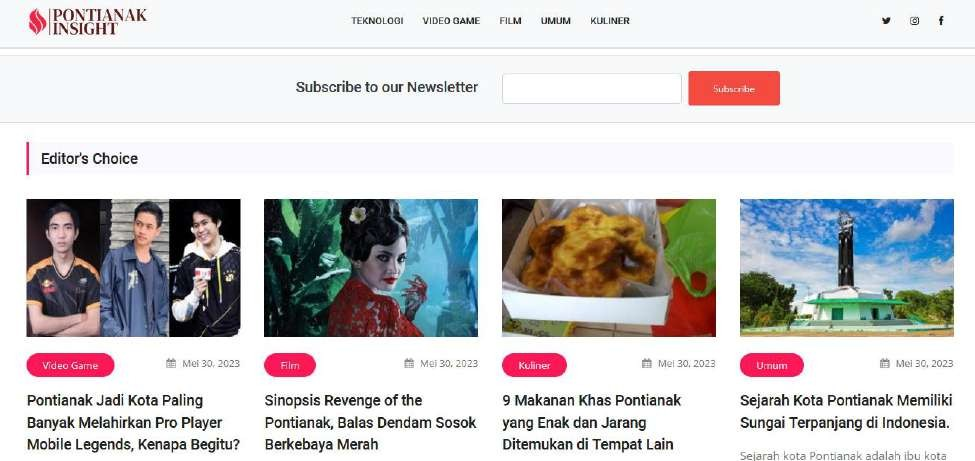 PONTIANAK
INSIGHT
TEKNOLOGI VIDEO GAME FILM UMUM KULINER
Subscribe to our Newsletter
Subscribe
Editor's Choice
Video Game
Mei 30, 2023
Pontianak Jadi Kota Paling
Banyak Melahirkan Pro Player
Mobile Legends, Kenapa Begitu?
Film
Mei 30, 2023
Sinopsis Revenge of the
Pontianak, Balas Dendam Sosok
Berkebaya Merah
Kuliner
Mei 30, 2023
9 Makanan Khas Pontianak
yang Enak dan Jarang
Ditemukan di Tempat Lain
Umum
Mei 30, 2023
Sejarah Kota Pontianak Memiliki
Sungai Terpanjang di Indonesia.
Sejarah kota Pontianak adalah ibu kota